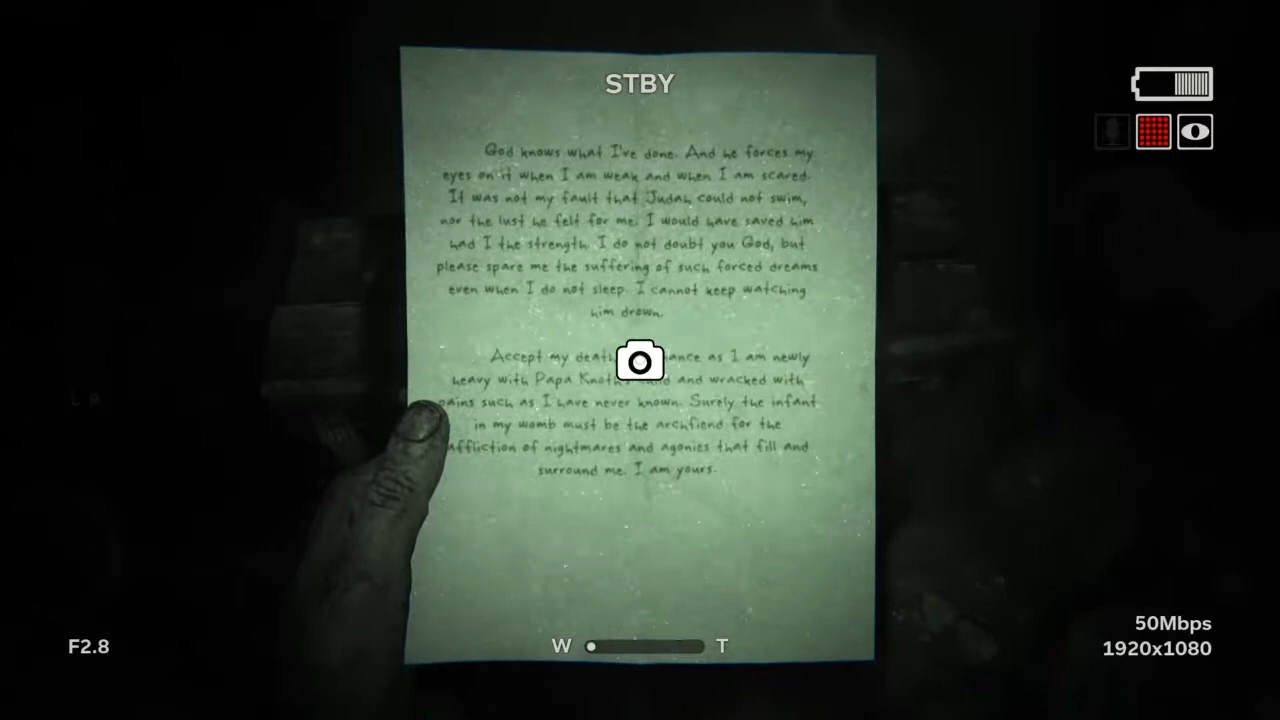 STBY
God knows what I've done. And he forces my
eyes on it when I am weak and when I am scared.
It was not my fault that Judah could not swim,
nor the lust he felt for me. I would have saved him
had I the strength. I do not doubt you God, but
please spare me the suffering of such forced dreams
even when I do not sleep. I cannot keep watching
him drown.
Accept my death ance as I am newly
heavy with Papa Knoth's and wracked with
pains such as I have never known. Surely the infant
in my womb must be the archfiend for the
affliction of nightmares and agonies that fill and
surround me. I am yours.
F2.8
W T
50Mbps
1920x1080